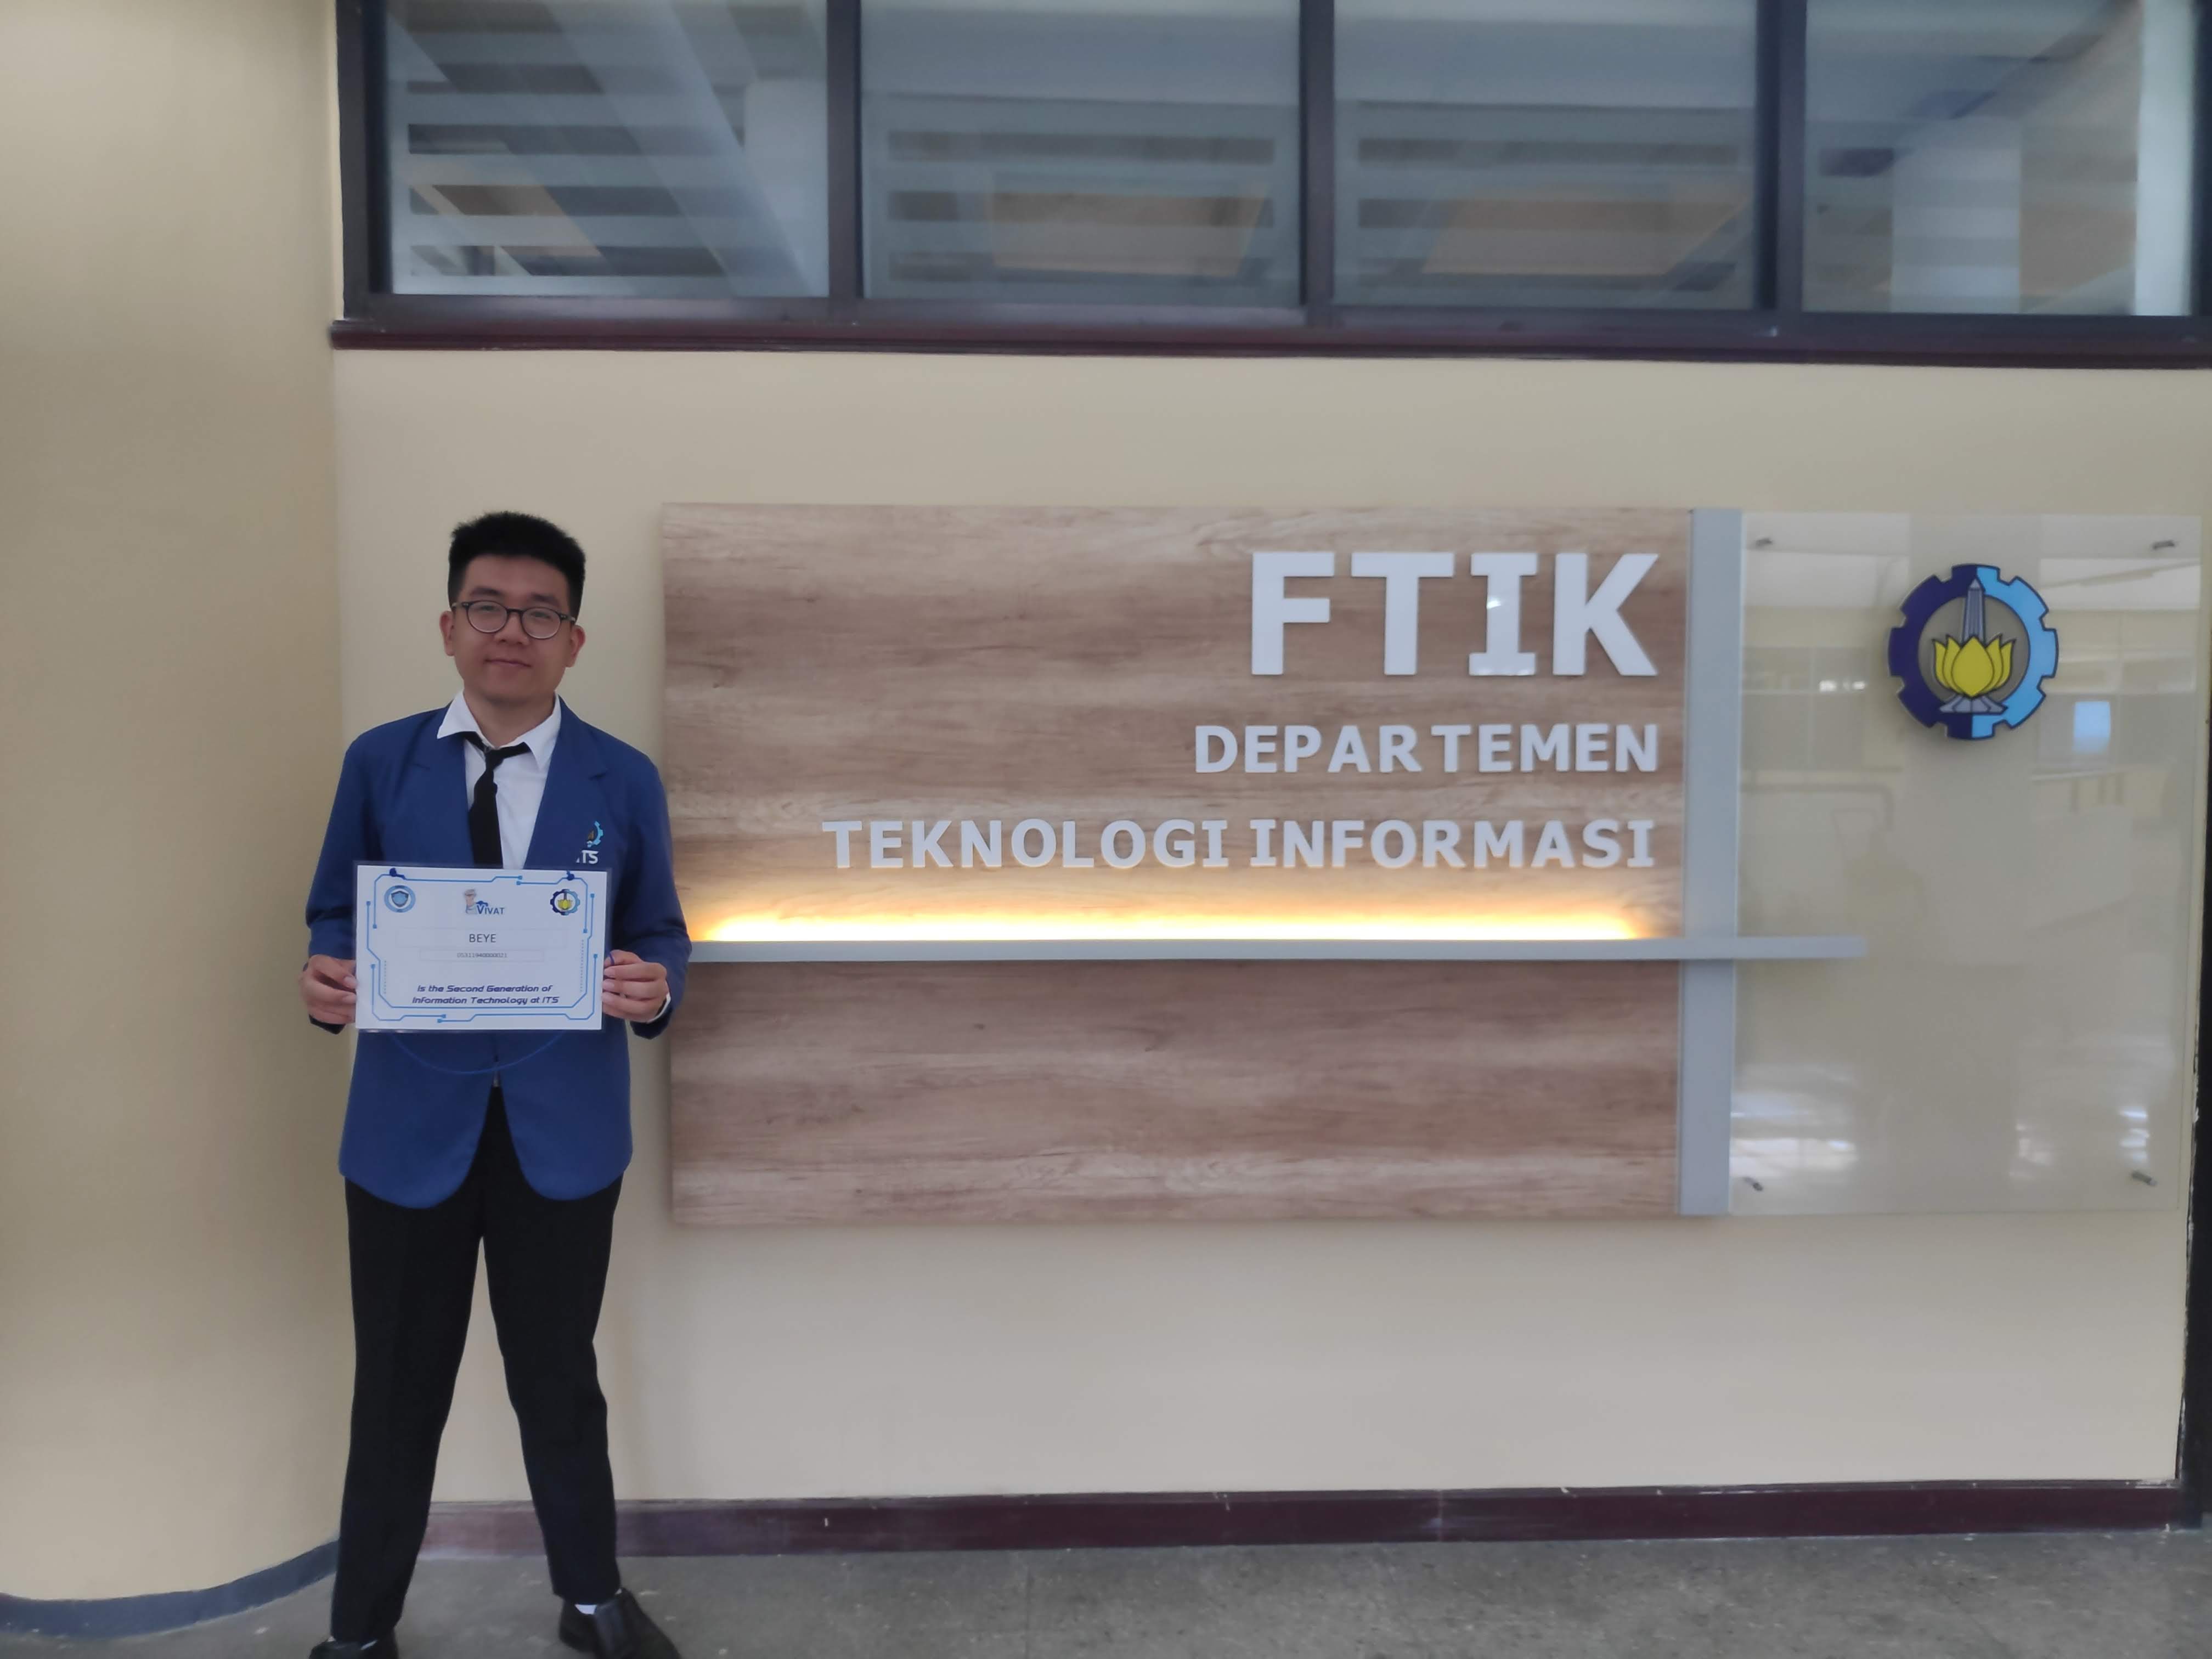 FTIK
DEPARTEMEN
TEKNOLOGI INFORMASI
ITS
VIVAT
BEYE
is the Second Generation of
Information Technology at ITS